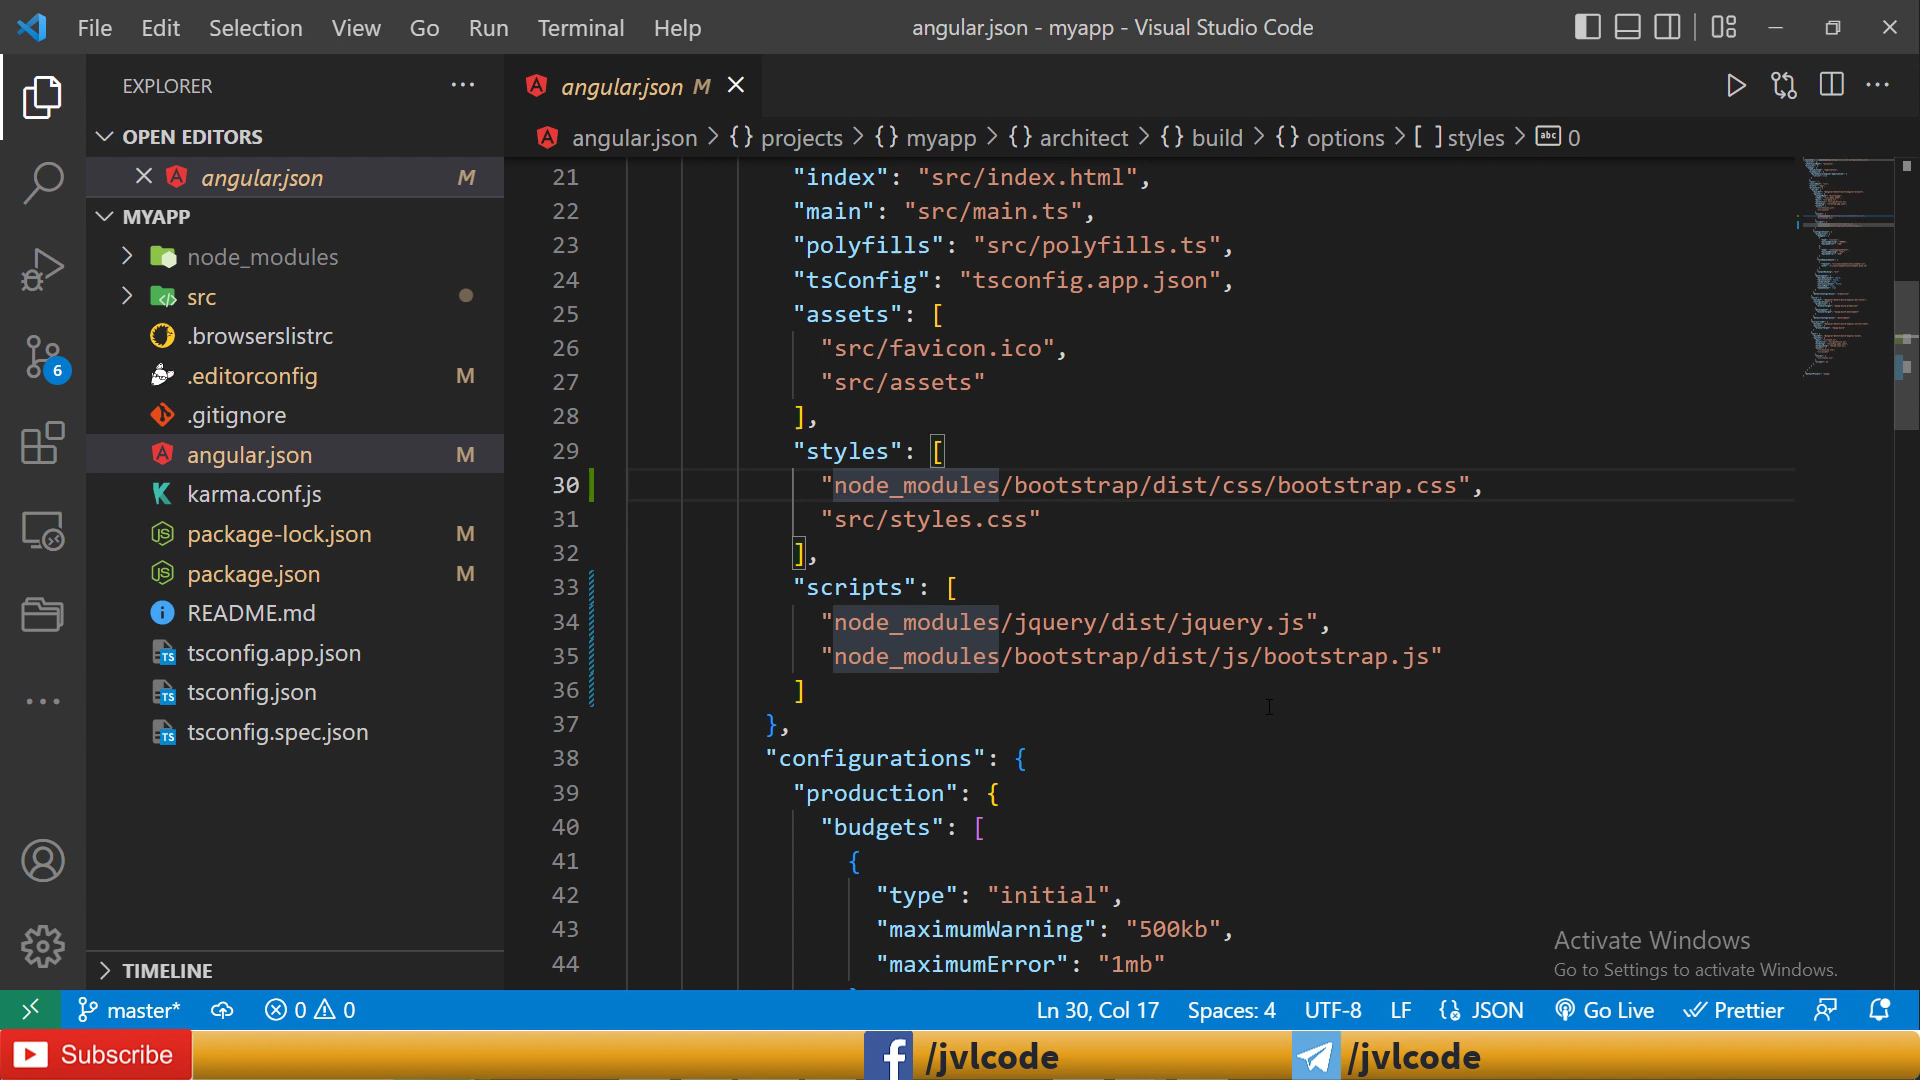 File Edit Selection View Go Run Terminal Help
angular.json - myapp - Visual Studio Code
EXPLORER
OPEN EDITORS
angular.json M
MYAPP
node_modules
src
.browserslistrc
.editorconfig M
.gitignore
angular.json M
karma.conf.js
package-lock.json M
package.json M
README.md
tsconfig.app.json
tsconfig.json
tsconfig.spec.json
TIMELINE
6
angular.json M
angular.json > {} projects > {} myapp > {} architect > {} build > {} options > [ ] styles > abc 0
21 "index": "src/index.html",
22 "main": "src/main.ts",
23 "polyfills": "src/polyfills.ts",
24 "tsConfig": "tsconfig.app.json",
25 "assets": [
26 "src/favicon.ico",
27 "src/assets"
28 ],
29 "styles": [
30 "node_modules/bootstrap/dist/css/bootstrap.css",
31 "src/styles.css"
32 ],
33 "scripts": [
34 "node_modules/jquery/dist/jquery.js",
35 "node_modules/bootstrap/dist/js/bootstrap.js"
36 ]
37 },
38 "configurations": {
39 "production": {
40 "budgets": [
41 {
42 "type": "initial",
43 "maximumWarning": "500kb",
44 "maximumError": "1mb"
Activate Windows
Go to Settings to activate Windows.
master* 0 0 Ln 30, Col 17 Spaces: 4 UTF-8 LF {} JSON Go Live Prettier
Subscribe f /jvlcode /jvlcode